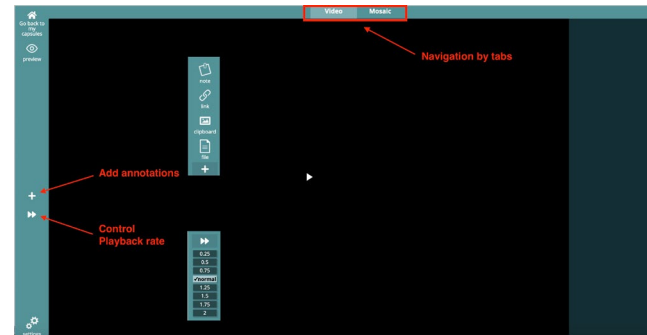 Video Mosaic
Go back to
my
capsules
preview
Navigation by tabs
note
link
clipboard
file
+
Add annotations
+
Control
Playback rate
0.25
0.5
0.75
✓normal
1.25
1.5
1.75
2
settings